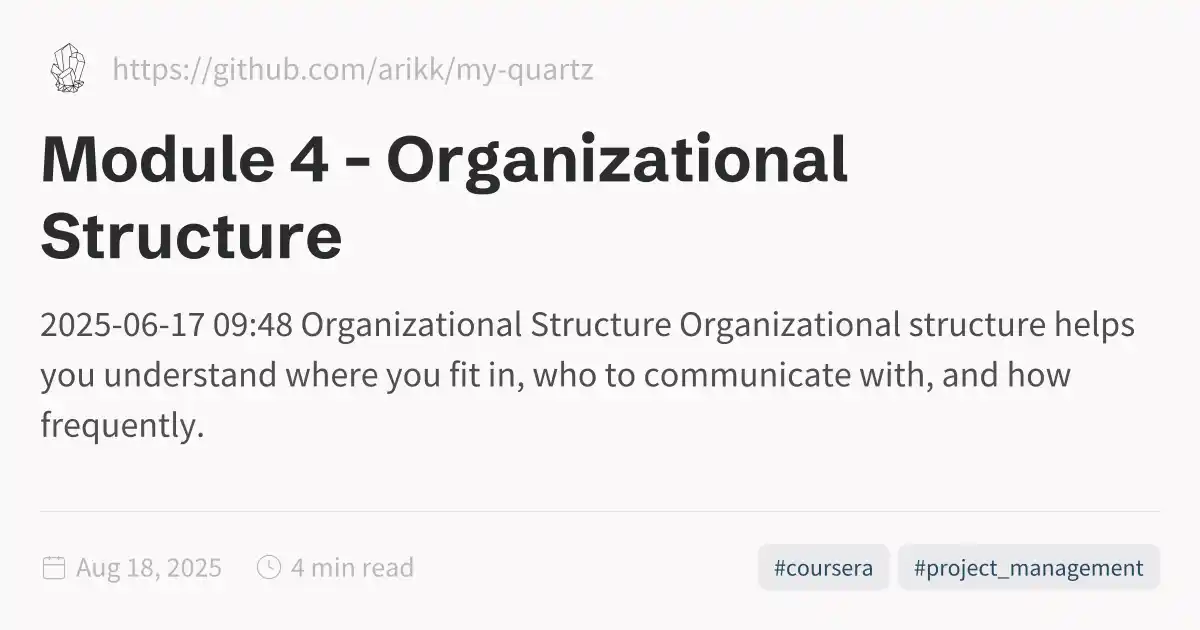 https://github.com/arikk/my-quartz
Module 4 - Organizational
Structure
2025-06-17 09:48 Organizational Structure Organizational structure helps
you understand where you fit in, who to communicate with, and how
frequently.
Aug 18, 2025 4 min read #coursera #project_management